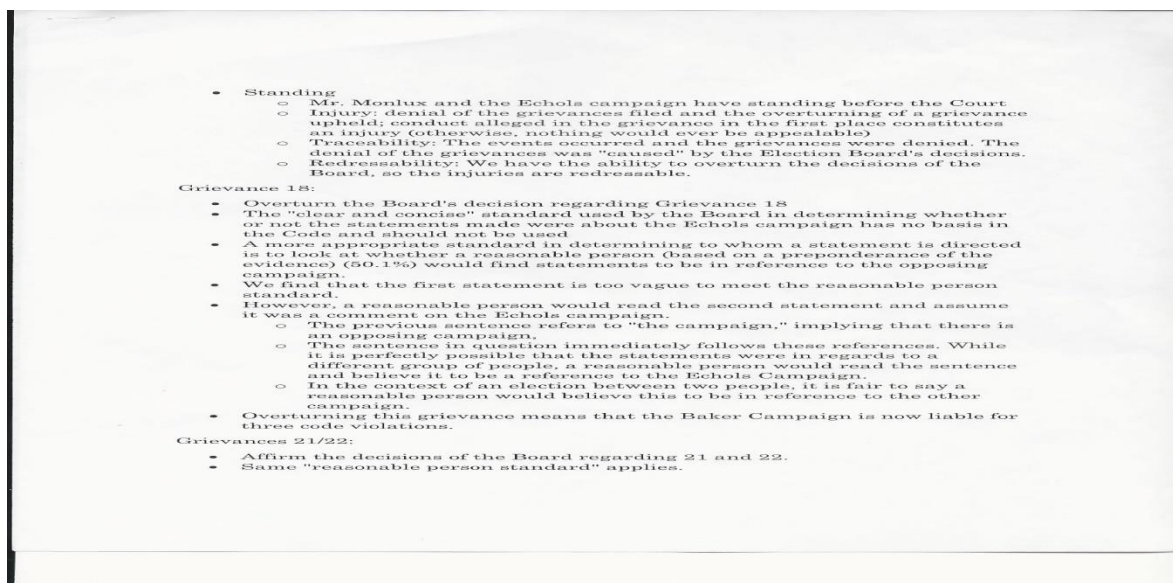 • Standing
○ Mr. Monlux and the Echols campaign have standing before the Court
○ Injury: denial of the grievances filed and the overturning of a grievance
upheld; conduct alleged in the grievance in the first place constitutes
an injury (otherwise, nothing would ever be appealable)
○ Traceability: The events occurred and the grievances were denied. The
denial of the grievances was "caused" by the Election Board's decisions.
○ Redressability: We have the ability to overturn the decisions of the
Board, so the injuries are redressable.
Grievance 18:
• Overturn the Board's decision regarding Grievance 18
• The "clear and concise" standard used by the Board in determining whether
or not the statements made were about the Echols campaign has no basis in
the Code and should not be used
• A more appropriate standard in determining to whom a statement is directed
is to look at whether a reasonable person (based on a preponderance of the
evidence) (50.1%) would find statements to be in reference to the opposing
campaign.
• We find that the first statement is too vague to meet the reasonable person
standard.
• However, a reasonable person would read the second statement and assume
it was a comment on the Echols campaign.
○ The previous sentence refers to "the campaign," implying that there is
an opposing campaign,
○ The sentence in question immediately follows these references. While
it is perfectly possible that the statements were in regards to a
different group of people, a reasonable person would read the sentence
and believe it to be a reference to the Echols Campaign.
○ In the context of an election between two people, it is fair to say a
reasonable person would believe this to be in reference to the other
campaign.
• Overturning this grievance means that the Baker Campaign is now liable for
three code violations.
Grievances 21/22:
• Affirm the decisions of the Board regarding 21 and 22.
• Same "reasonable person standard" applies.